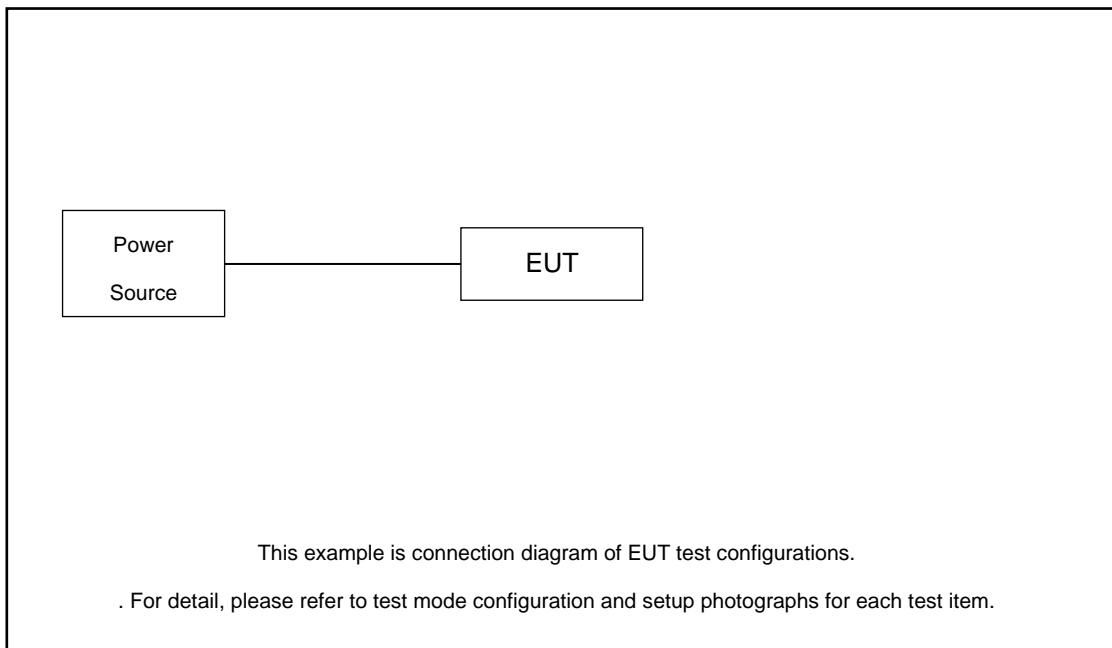 Power
Source
EUT
This example is connection diagram of EUT test configurations.
. For detail, please refer to test mode configuration and setup photographs for each test item.